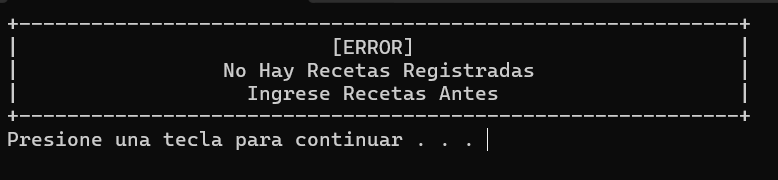 [ERROR]
No Hay Recetas Registradas
Ingrese Recetas Antes
Presione una tecla para continuar . . .